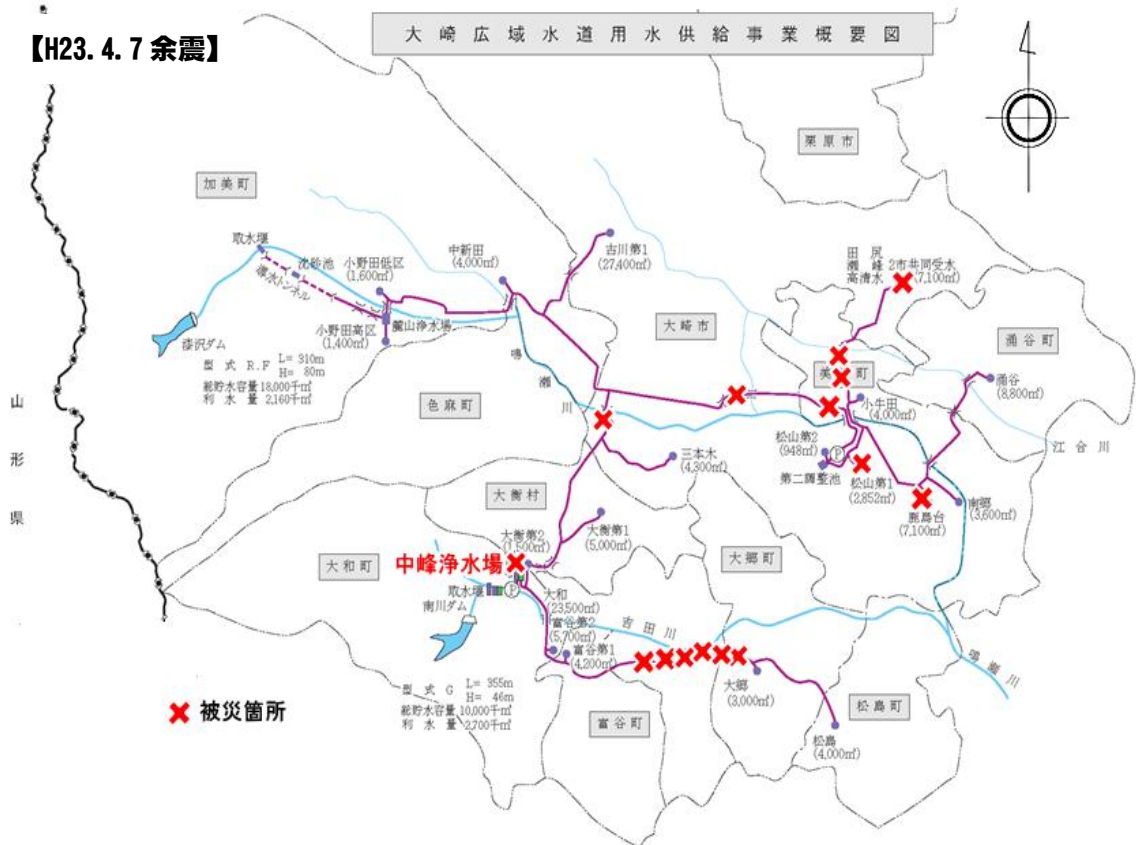 【H23.4.7余震】
大崎広域水道用水供給事業概要図
栗原市
加美町
取水堰
沈砂池
導水トンネル
小野田低区
(1,600㎥)
中新田
(4,000㎥)
古川第1
(27,400㎥)
田尻
瀬峰 2市共同受水
高清水 (7,100㎥)
小野田高区
(1,400㎥)
麓山浄水場
漆沢ダム
型式 R.F L= 310m
H= 80m
総貯水容量 18,000千㎥
利水量 2,160千㎥
大崎市
涌谷町
美
町
涌谷
(8,800㎥)
小牛田
(4,000㎥)
鳴瀬川
色麻町
山形県
三本木
(4,300㎥)
松山第2
(948㎥)
P
第二調整池
松山第1
(2,852㎥)
江合川
鹿島台
(7,100㎥)
南郷
(3,600㎥)
大衡村
大衡第1
(5,000㎥)
大衡第2
(1,500㎥)
大和町
中峰浄水場
大郷町
取水堰
P
南川ダム
大和
(23,500㎥)
富谷第2
(5,700㎥)
吉田川
富谷第1
(4,200㎥)
鳴瀬川
型式 G L= 355m
H= 46m
総貯水容量 10,000千㎥
利水量 2,700千㎥
大郷
(3,000㎥)
被災箇所
富谷町
松島町
松島
(4,000㎥)